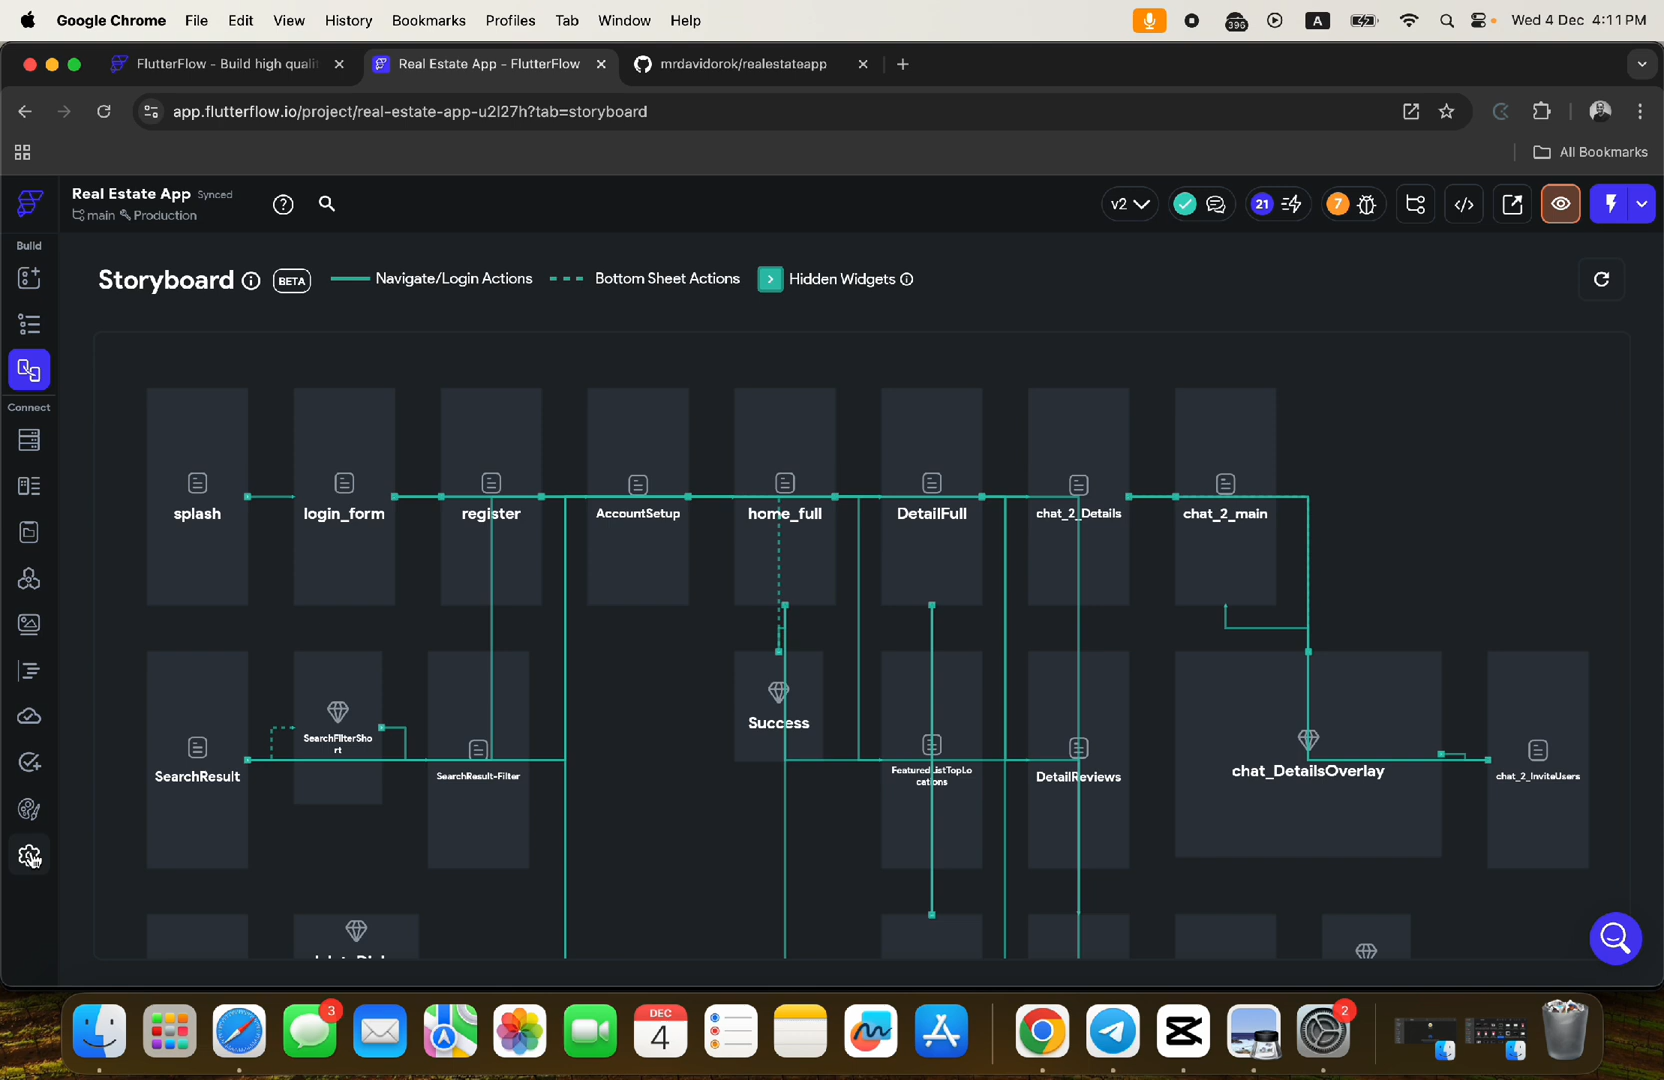 Google Chrome File Edit View History Bookmarks Profiles Tab Window Help
396 A Wed 4 Dec 4:11 PM
FlutterFlow - Build high quali
Real Estate App - FlutterFlow
mrdavidorok/realestateapp
app.flutterflow.io/project/real-estate-app-u2l27h?tab=storyboard
All Bookmarks
Real Estate App Synced
main Production
v2
21
7
Build
Connect
Storyboard BETA Navigate/Login Actions Bottom Sheet Actions Hidden Widgets
splash
login_form
register
AccountSetup
home_full
DetailFull
chat_2_Details
chat_2_main
SearchResult
SearchFilterSho
rt
SearchResult-Filter
Success
FeaturedListTopLo
cations
DetailReviews
chat_DetailsOverlay
chat_2_InviteUsers
3
DEC
4
2